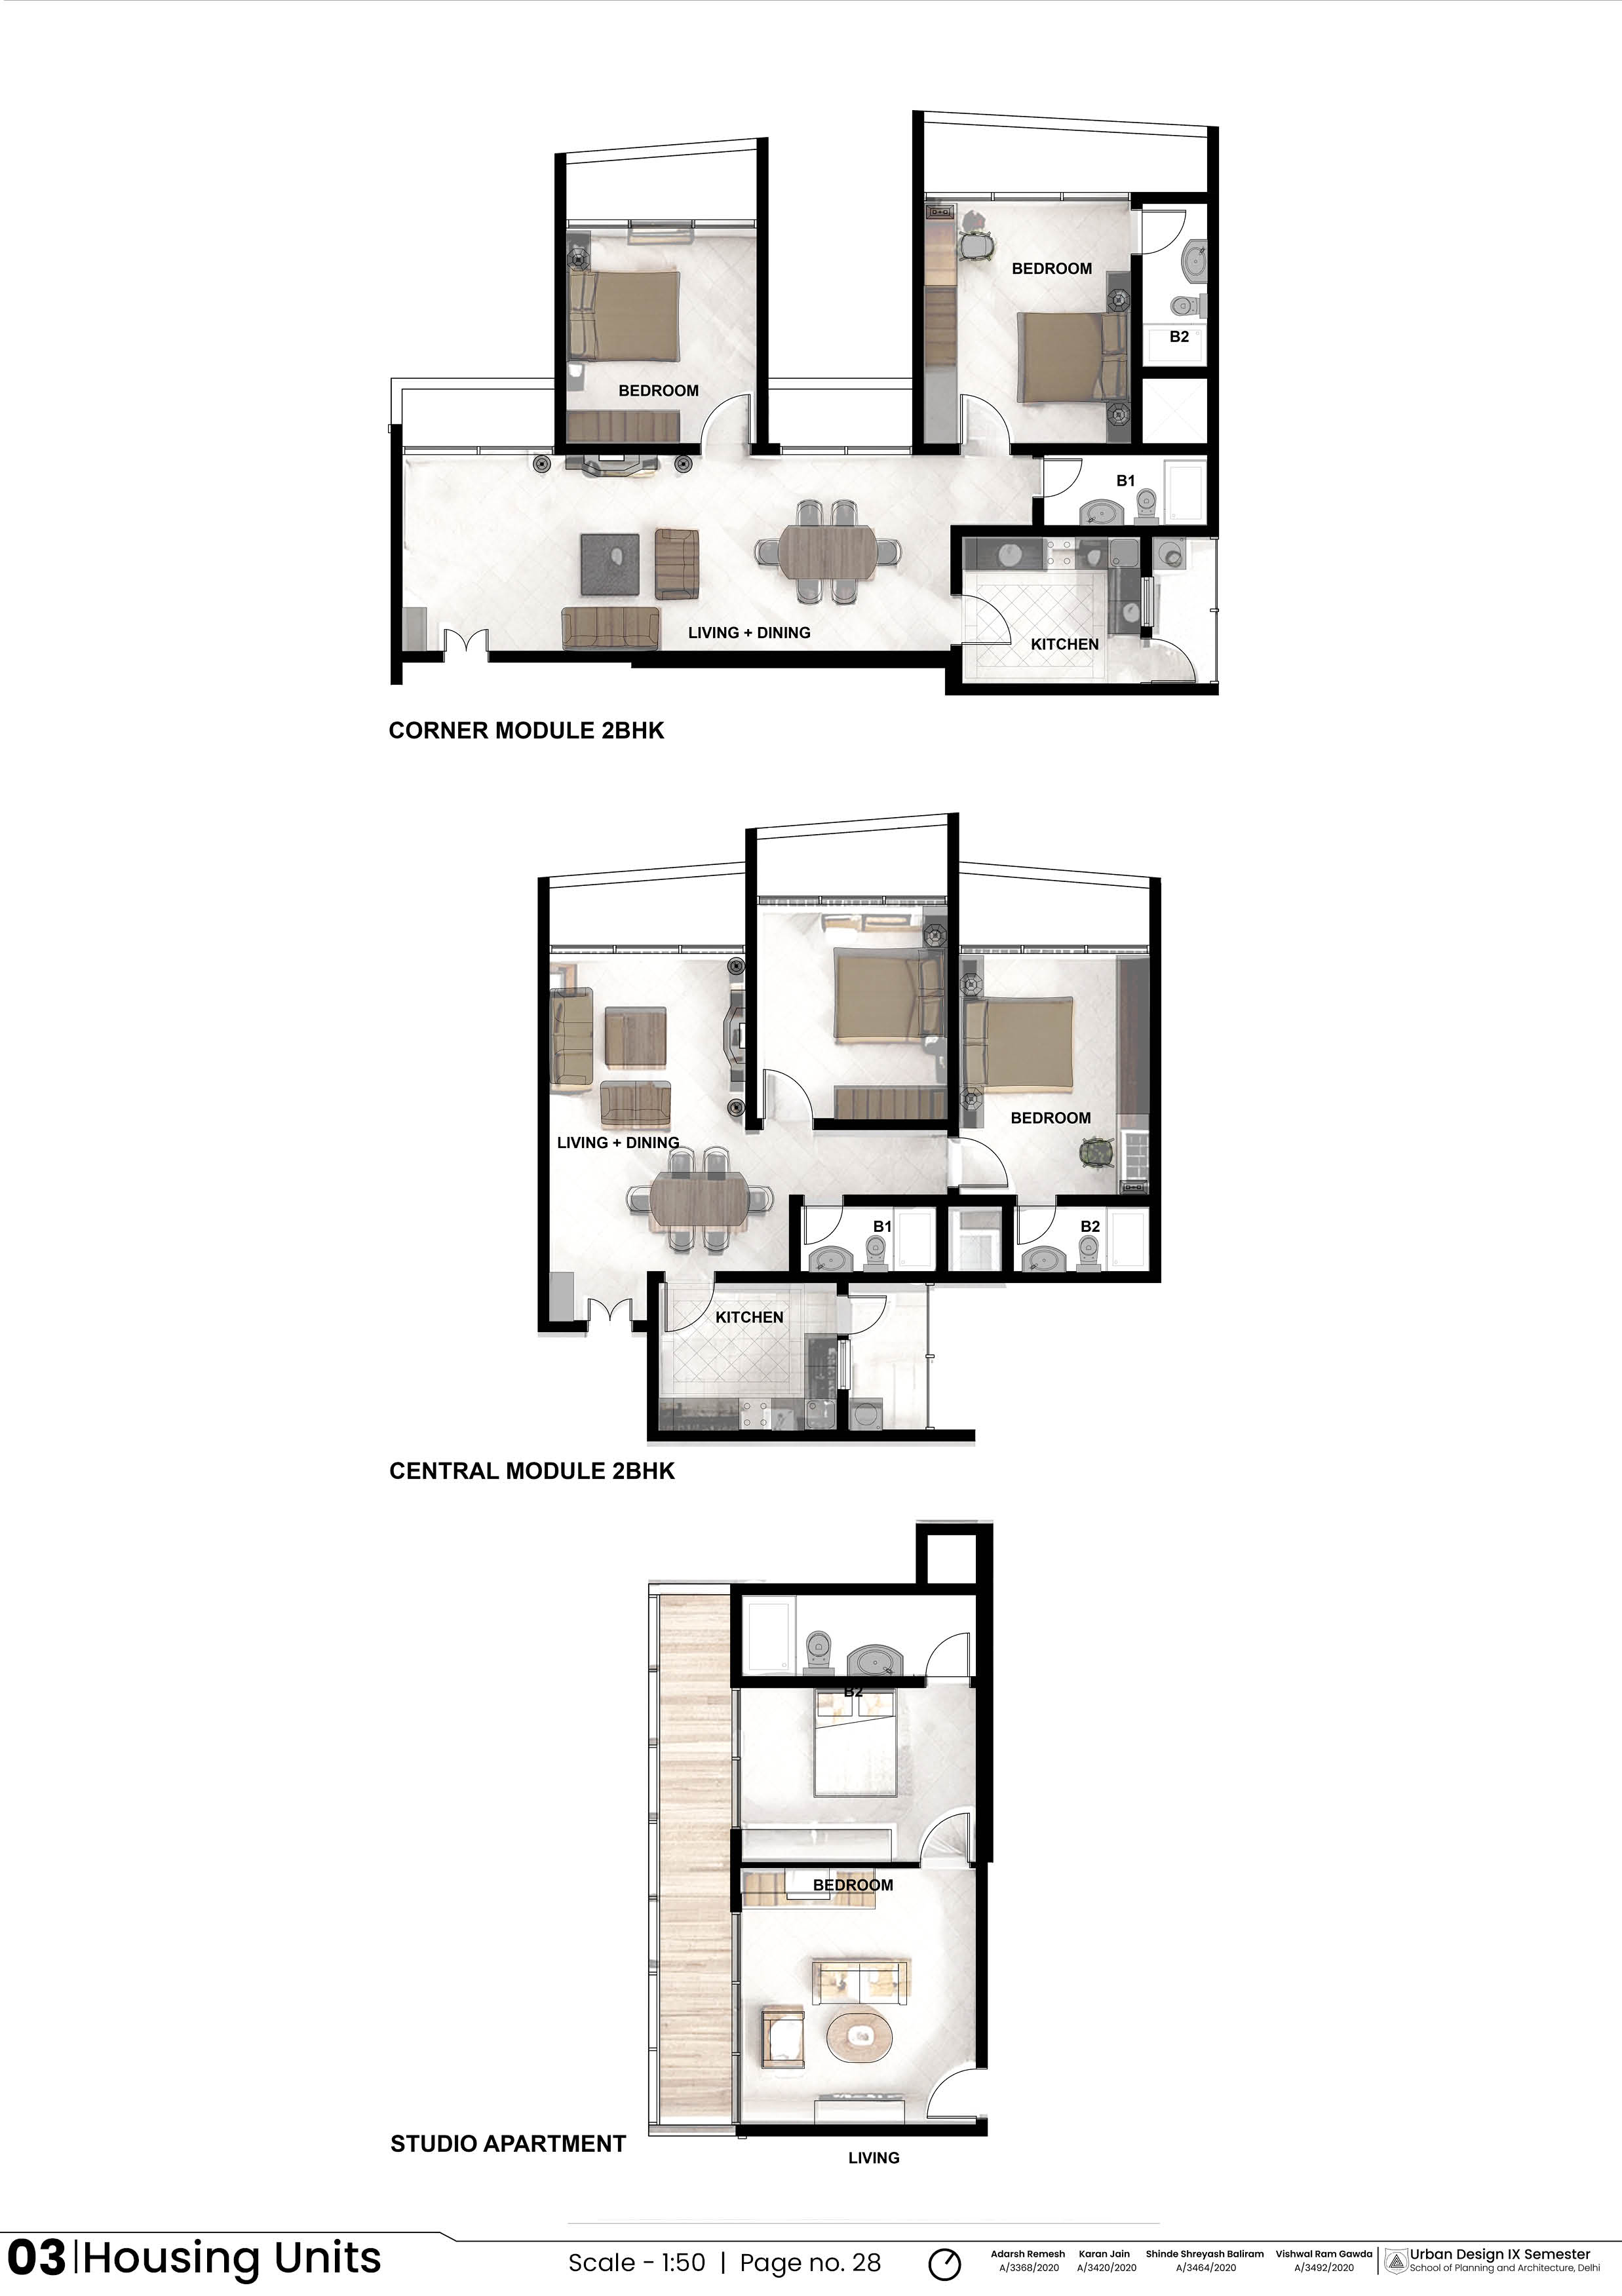 BEDROOM
B2
BEDROOM
B1
LIVING + DINING
KITCHEN
CORNER MODULE 2BHK
BEDROOM
LIVING + DINING
B1
B2
KITCHEN
CENTRAL MODULE 2BHK
B2
BEDROOM
STUDIO APARTMENT
LIVING
03 | Housing Units
Scale - 1:50 | Page no. 28
Adarsh Remesh Karan Jain Shinde Shreyash Baliram Vishwal Ram Gawda
A/3368/2020 A/3420/2020 A/3464/2020 A/3492/2020
Urban Design IX Semester
School of Planning and Architecture, Delhi